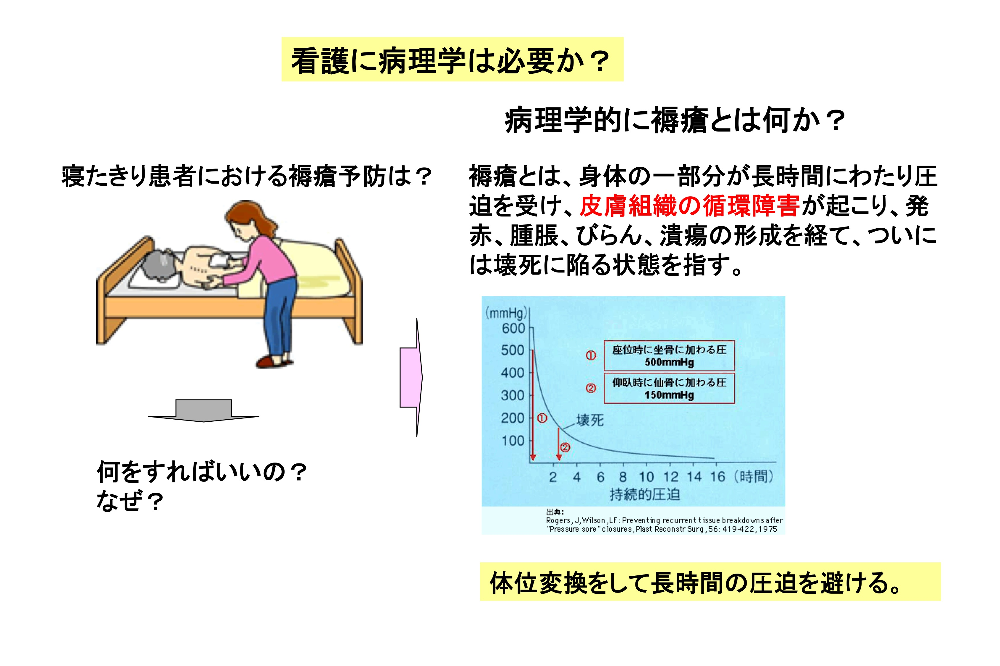 看護に病理学は必要か？
病理学的に褥瘡とは何か？
寝たきり患者における褥瘡予防は？
何をすればいいの？
なぜ？
褥瘡とは、身体の一部分が長時間にわたり圧
迫を受け、皮膚組織の循環障害が起こり、発
赤、腫脹、びらん、潰瘍の形成を経て、ついに
は壊死に陥る状態を指す。
(mmHg)
600
500
400
300
200
100
① 座位時に坐骨に加わる圧
500mmHg
② 仰臥時に仙骨に加わる圧
150mmHg
壊死
①
②
2 4 6 8 10 12 14 16（時間）
持続的圧迫
出典：
Rogers,J,Wilson,LF:Preventing recurrent tissue breakdowns after
"Pressure sore" closures,Plast Reconstr Surg,56: 419-422,1975
体位変換をして長時間の圧迫を避ける。